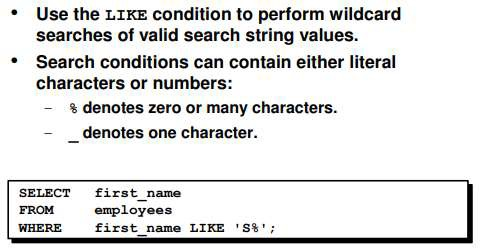 • Use the LIKE condition to perform wildcard
searches of valid search string values.
• Search conditions can contain either literal
characters or numbers:
– % denotes zero or many characters.
– _ denotes one character.
SELECT first_name
FROM employees
WHERE first_name LIKE 'S%';